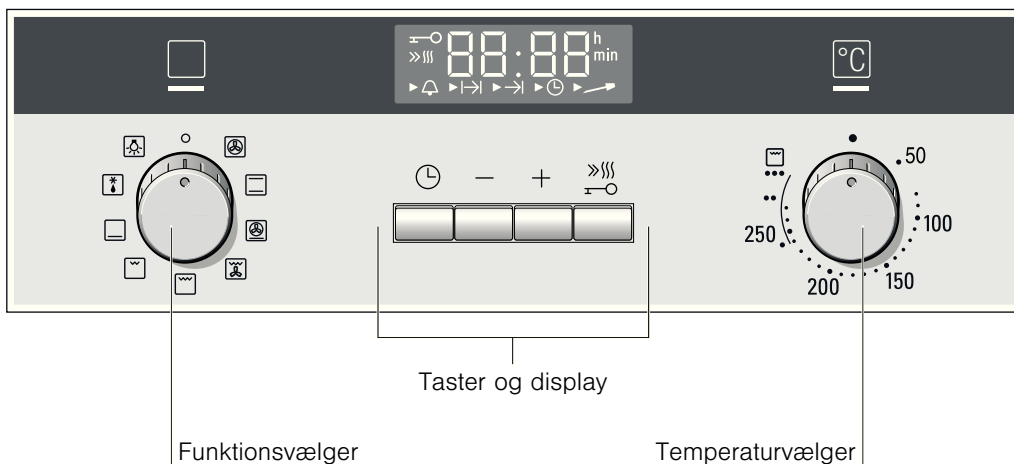 88:88 h
min
°C
50
100
150
200
250
Taster og display
Funktionsvælger
Temperaturvælger